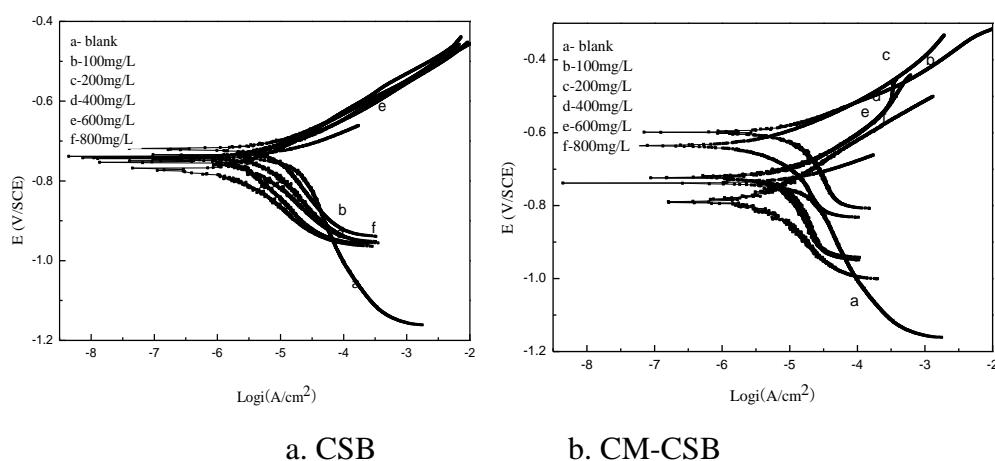 -0.4
-0.6
-0.8
-1.0
-1.2
E (V/SCE)
a- blank
b-100mg/L
c-200mg/L
d-400mg/L
e-600mg/L
f-800mg/L
e
b
f
a
-8 -7 -6 -5 -4 -3 -2
Logi(A/cm²)
-0.4
-0.6
-0.8
-1.0
-1.2
E (V/SCE)
a- blank
b-100mg/L
c-200mg/L
d-400mg/L
e-600mg/L
f-800mg/L
c
b
d
e
a
-8 -7 -6 -5 -4 -3 -2
Logi(A/cm²)
a. CSB b. CM-CSB